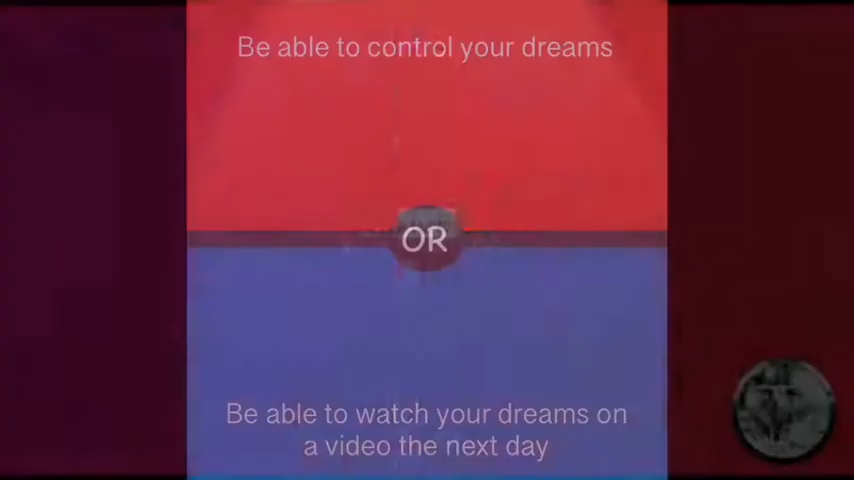 Be able to control your dreams
OR
Be able to watch your dreams on
a video the next day